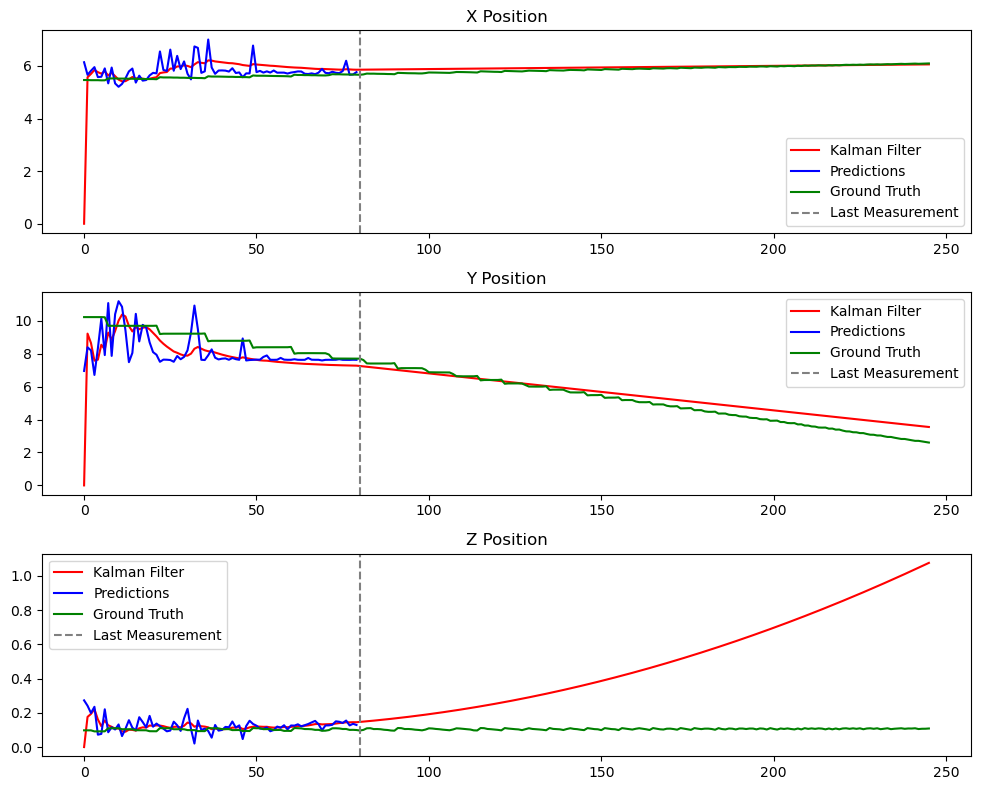 X Position
6
4
2
0
Kalman Filter
Predictions
Ground Truth
Last Measurement
0 50 100 150 200 250
Y Position
10
8
6
4
2
0
Kalman Filter
Predictions
Ground Truth
Last Measurement
0 50 100 150 200 250
Z Position
1.0
0.8
0.6
0.4
0.2
0.0
Kalman Filter
Predictions
Ground Truth
Last Measurement
0 50 100 150 200 250